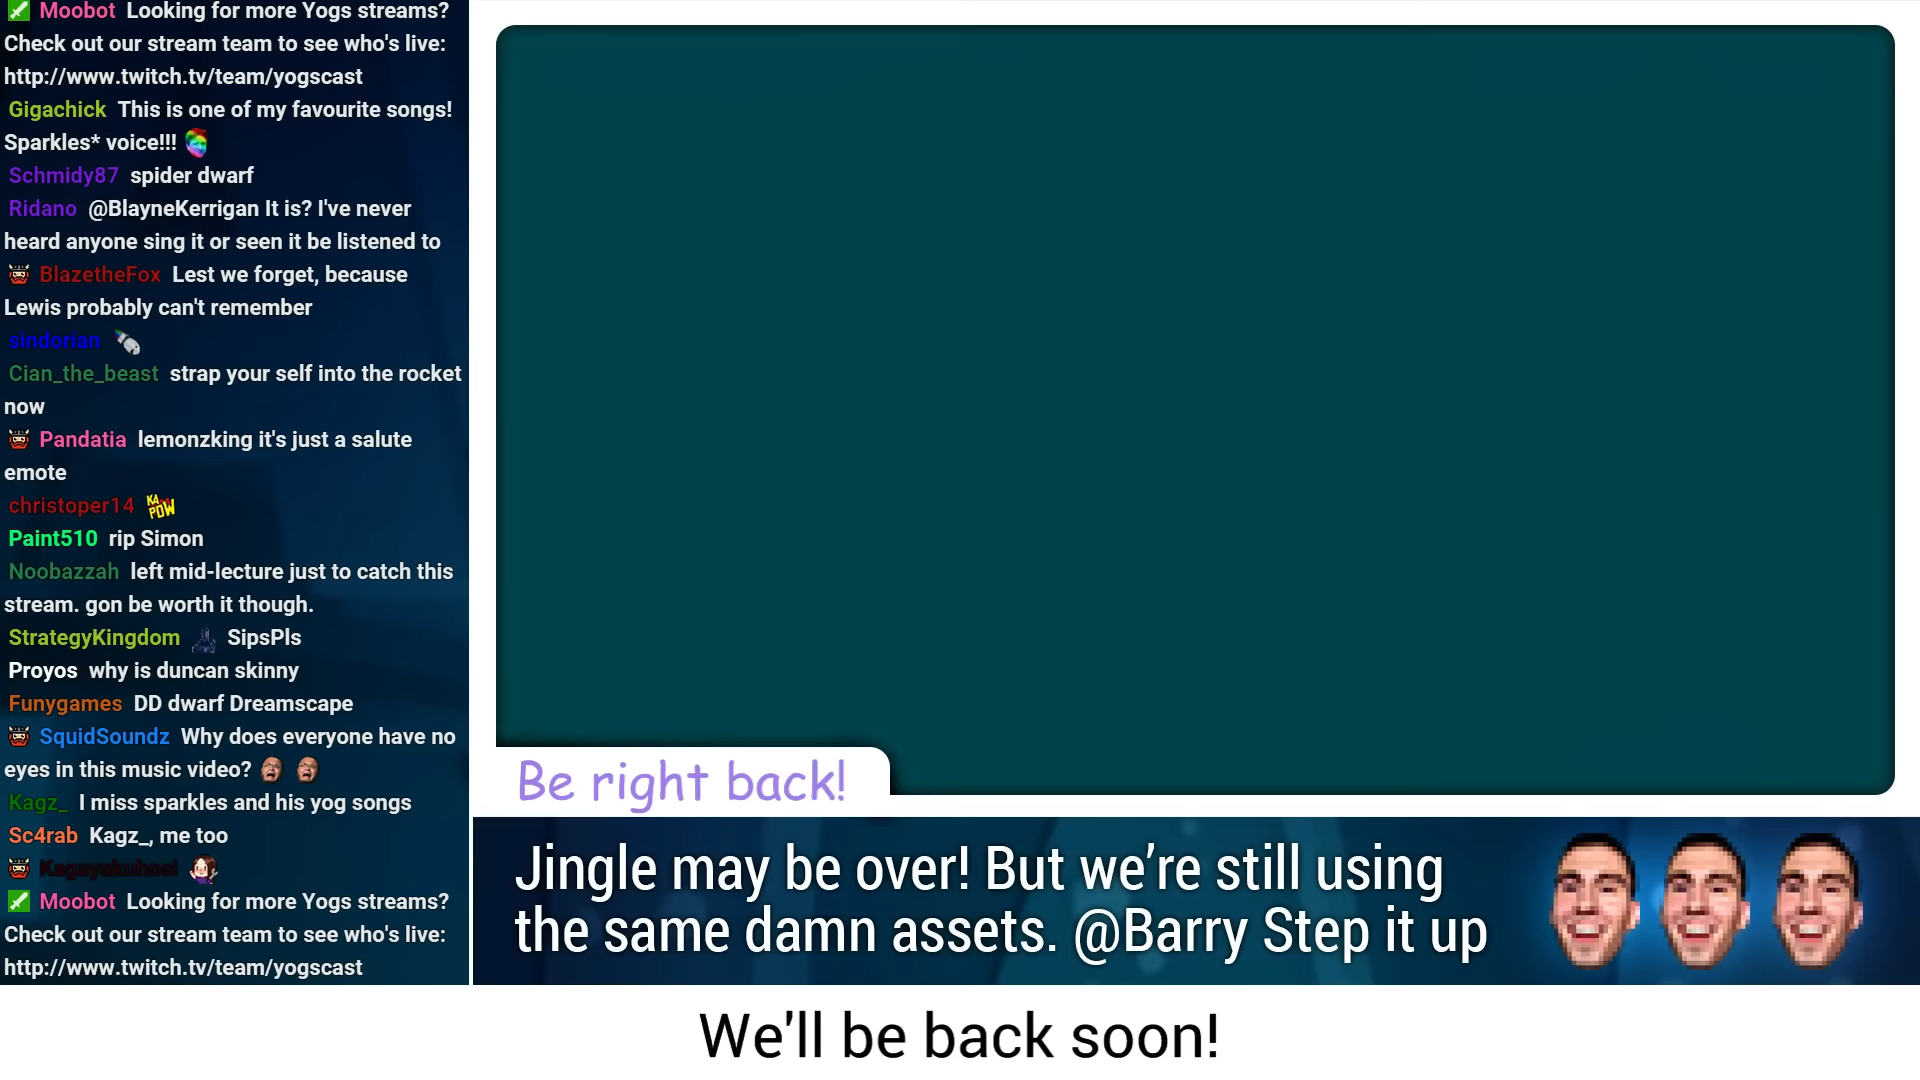 Moobot Looking for more Yogs streams?
Check out our stream team to see who's live:
http://www.twitch.tv/team/yogscast
Gigachick This is one of my favourite songs!
Sparkles* voice!!!
Schmidy87 spider dwarf
Ridano @BlayneKerrigan It is? I've never
heard anyone sing it or seen it be listened to
BlazetheFox Lest we forget, because
Lewis probably can't remember
sindorian
Cian_the_beast strap your self into the rocket
now
Pandatia lemonzking it's just a salute
emote
christoper14 KA POW
Paint510 rip Simon
Noobazzah left mid-lecture just to catch this
stream. gon be worth it though.
StrategyKingdom SipsPls
Proyos why is duncan skinny
Funygames DD dwarf Dreamscape
SquidSoundz Why does everyone have no
eyes in this music video?
Kagz_ I miss sparkles and his yog songs
Sc4rab Kagz_, me too
Moobot Looking for more Yogs streams?
Check out our stream team to see who's live:
http://www.twitch.tv/team/yogscast
Be right back!
Jingle may be over! But we’re still using
the same damn assets. @Barry Step it up
We'll be back soon!